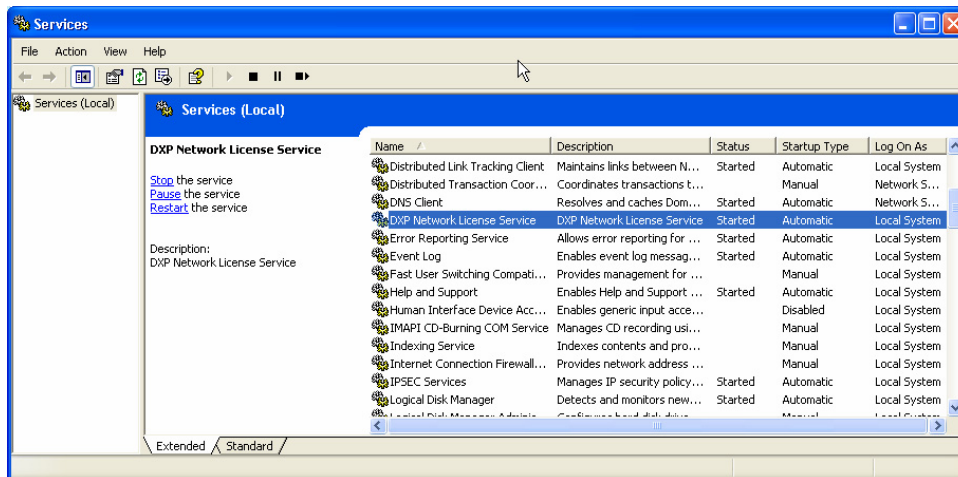 Services
File Action View Help
Services (Local)
Services (Local)
DXP Network License Service
Stop the service
Pause the service
Restart the service
Description:
DXP Network License Service
Name Description Status Startup Type Log On As
Distributed Link Tracking Client Maintains links between N... Started Automatic Local System
Distributed Transaction Coor... Coordinates transactions t... Manual Network S...
DNS Client Resolves and caches Dom... Started Automatic Network S...
DXP Network License Service DXP Network License Service Started Automatic Local System
Error Reporting Service Allows error reporting for ... Started Automatic Local System
Event Log Enables event log messag... Started Automatic Local System
Fast User Switching Compati... Provides management for ... Manual Local System
Help and Support Enables Help and Support ... Started Automatic Local System
Human Interface Device Acc... Enables generic input acce... Disabled Local System
IMAPI CD-Burning COM Service Manages CD recording usi... Manual Local System
Indexing Service Indexes contents and pro... Manual Local System
Internet Connection Firewall... Provides network address ... Manual Local System
IPSEC Services Manages IP security policy... Started Automatic Local System
Logical Disk Manager Detects and monitors new... Started Automatic Local System
Extended Standard